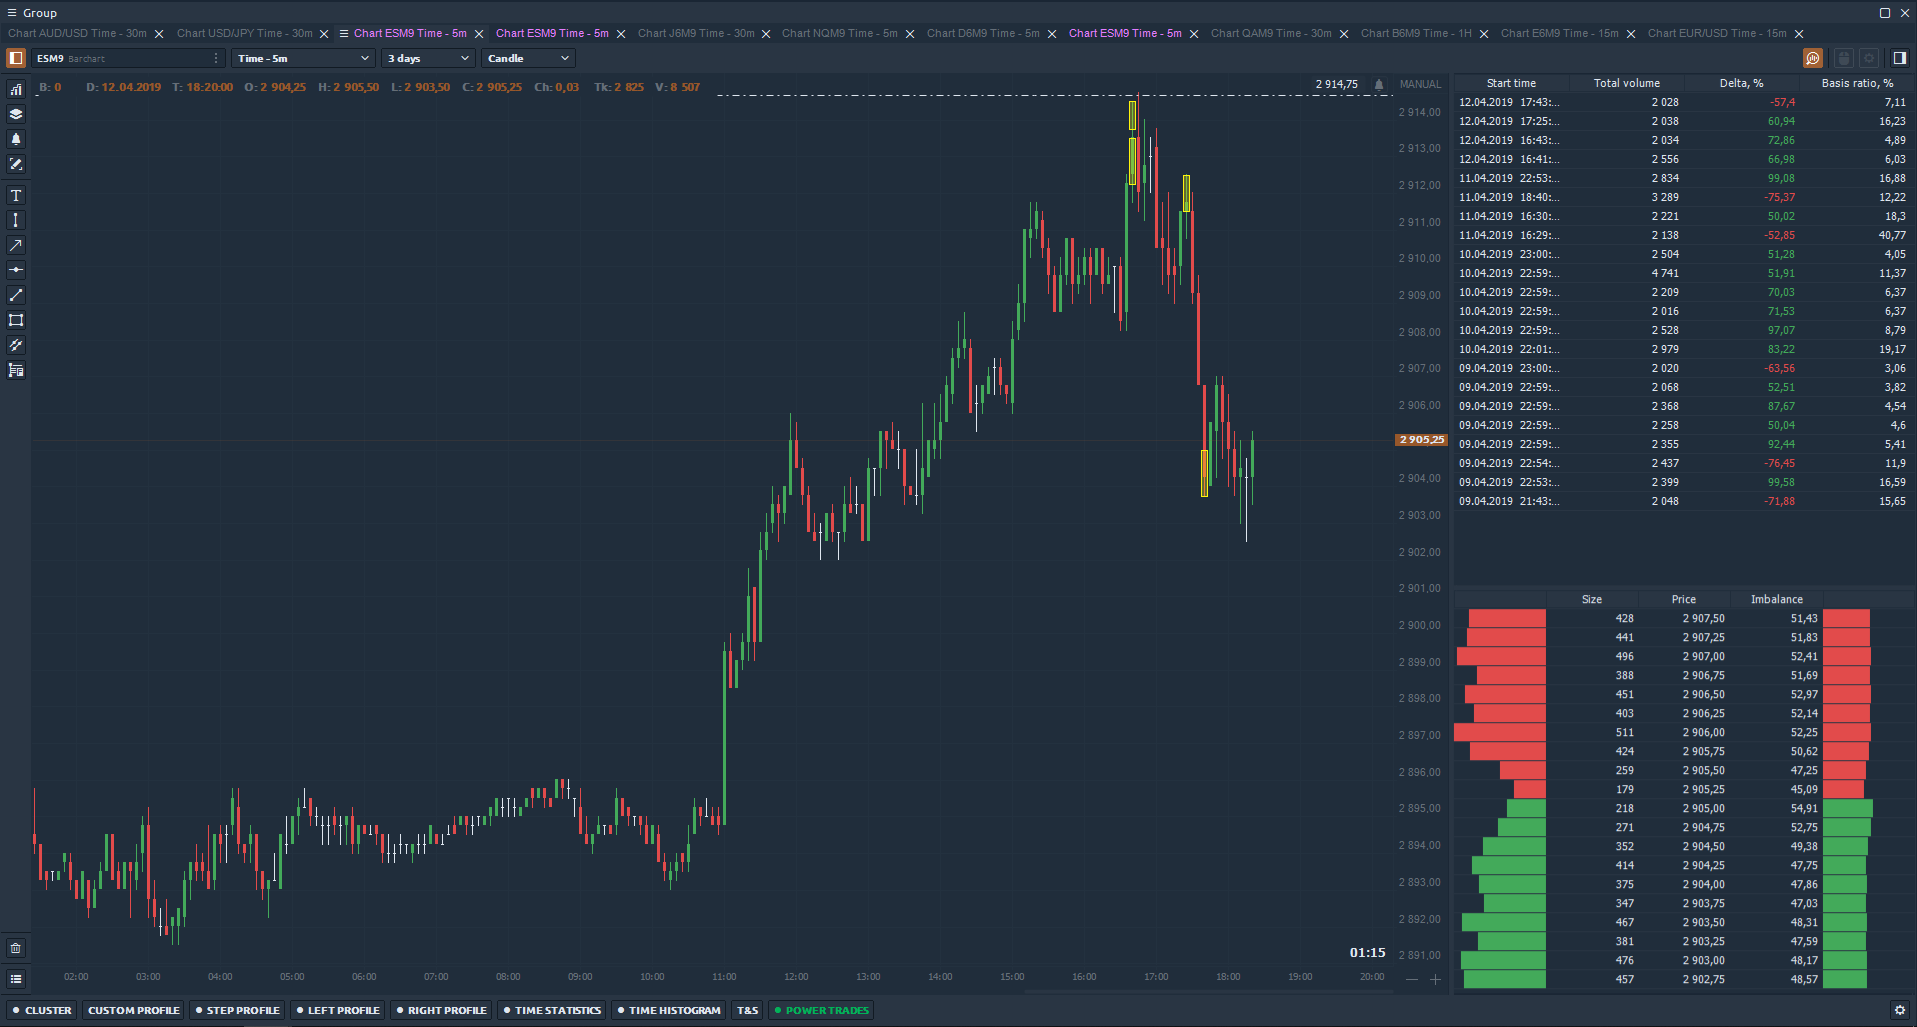 Group
Chart AUD/USD Time - 30m Chart USD/JPY Time - 30m Chart ESM9 Time - 5m Chart ESM9 Time - 5m Chart J6M9 Time - 30m Chart NQM9 Time - 5m Chart D6M9 Time - 5m Chart ESM9 Time - 5m Chart QAM9 Time - 30m Chart B6M9 Time - 1H Chart E6M9 Time - 15m Chart EUR/USD Time - 15m
ESM9 Barchart Time - 5m 3 days Candle
B: 0 D: 12.04.2019 T: 18:20:00 O: 2 904,25 H: 2 905,50 L: 2 903,50 C: 2 905,25 Ch: 0,03 Tk: 2 825 V: 8 507
2 914,75 MANUAL
2 914,00
2 913,00
2 912,00
2 911,00
2 910,00
2 909,00
2 908,00
2 907,00
2 906,00
2 905,25
2 904,00
2 903,00
2 902,00
2 901,00
2 900,00
2 899,00
2 898,00
2 897,00
2 896,00
2 895,00
2 894,00
2 893,00
2 892,00
2 891,00
01:15
02:00 03:00 04:00 05:00 06:00 07:00 08:00 09:00 10:00 11:00 12:00 13:00 14:00 15:00 16:00 17:00 18:00 19:00 20:00
Start time Total volume Delta, % Basis ratio, %
12.04.2019 17:43:... 2 028 -57,4 7,11
12.04.2019 17:25:... 2 038 60,94 16,23
12.04.2019 16:43:... 2 034 72,86 4,89
12.04.2019 16:41:... 2 556 66,98 6,03
11.04.2019 22:53:... 2 834 99,08 16,88
11.04.2019 18:40:... 3 289 -75,37 12,22
11.04.2019 16:30:... 2 221 50,02 18,3
11.04.2019 16:29:... 2 138 -52,85 40,77
10.04.2019 23:00:... 2 504 51,28 4,05
10.04.2019 22:59:... 4 741 51,91 11,37
10.04.2019 22:59:... 2 209 70,03 6,37
10.04.2019 22:59:... 2 016 71,53 6,37
10.04.2019 22:59:... 2 528 97,07 8,79
10.04.2019 22:01:... 2 979 83,22 19,17
09.04.2019 23:00:... 2 020 -63,56 3,06
09.04.2019 22:59:... 2 068 52,51 3,82
09.04.2019 22:59:... 2 368 87,67 4,54
09.04.2019 22:59:... 2 258 50,04 4,6
09.04.2019 22:59:... 2 355 92,44 5,41
09.04.2019 22:54:... 2 437 -76,45 11,9
09.04.2019 22:53:... 2 399 99,58 16,59
09.04.2019 21:43:... 2 048 -71,88 15,65
Size Price Imbalance
428 2 907,50 51,43
441 2 907,25 51,83
496 2 907,00 52,41
388 2 906,75 51,69
451 2 906,50 52,97
403 2 906,25 52,14
511 2 906,00 52,25
424 2 905,75 50,62
259 2 905,50 47,25
179 2 905,25 45,09
218 2 905,00 54,91
271 2 904,75 52,75
352 2 904,50 49,38
414 2 904,25 47,75
375 2 904,00 47,86
347 2 903,75 47,03
467 2 903,50 48,31
381 2 903,25 47,59
476 2 903,00 48,17
457 2 902,75 48,57
CLUSTER CUSTOM PROFILE STEP PROFILE LEFT PROFILE RIGHT PROFILE TIME STATISTICS TIME HISTOGRAM T&S POWER TRADES